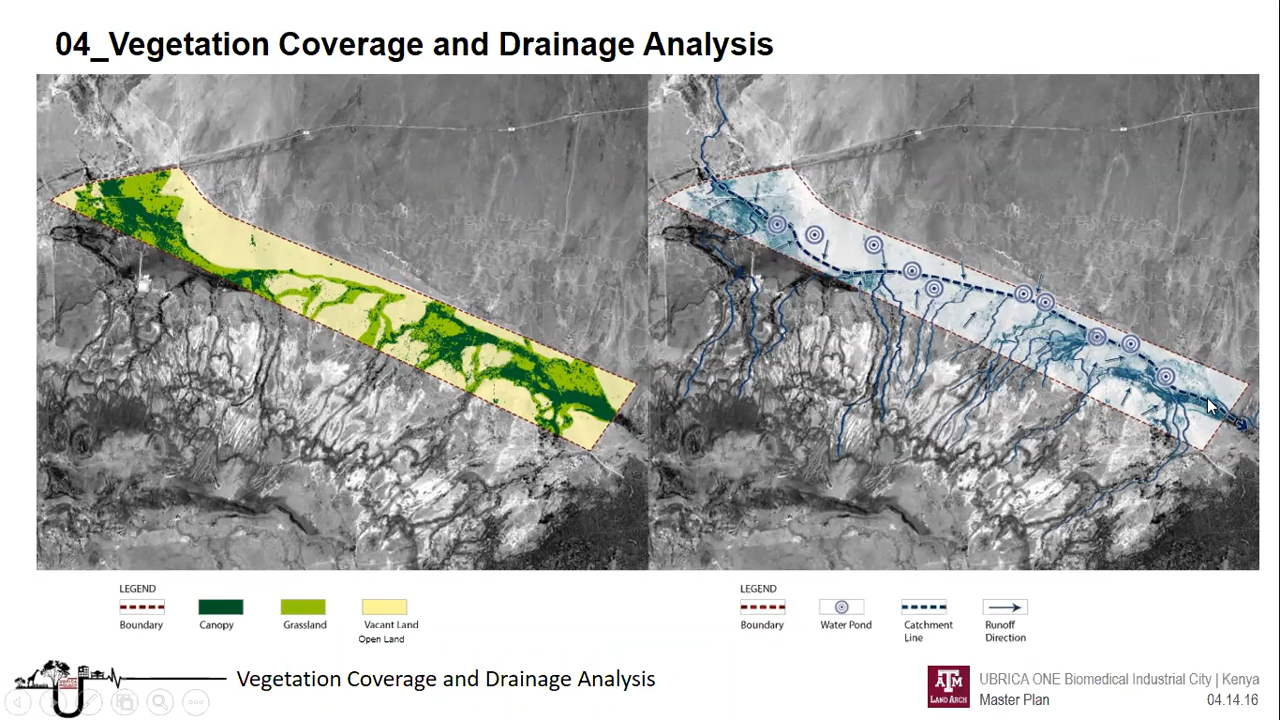 04_Vegetation Coverage and Drainage Analysis
LEGEND
Boundary
Canopy
Grassland
Vacant Land
Open Land
LEGEND
Boundary
Water Pond
Catchment
Line
Runoff
Direction
Vegetation Coverage and Drainage Analysis
ATM
LAND ARCH
UBRICA ONE Biomedical Industrial City | Kenya
Master Plan
04.14.16